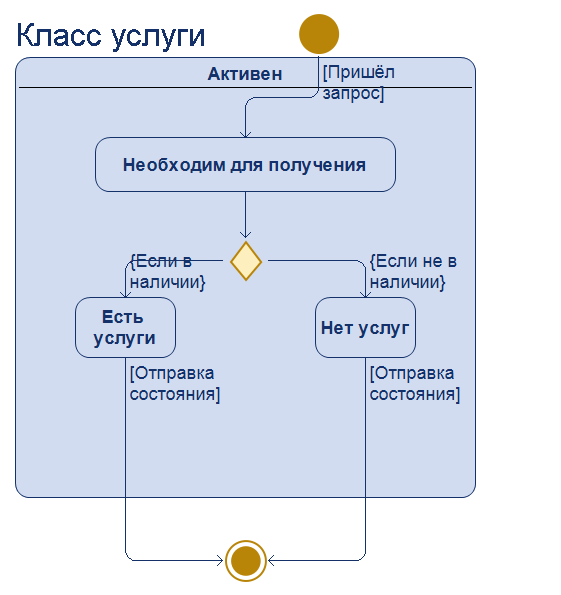 Класс услуги
Активен
[Пришёл
запрос]
Необходим для получения
{Если в
наличии}
{Если не в
наличии}
Есть
услуги
Нет услуг
[Отправка
состояния]
[Отправка
состояния]